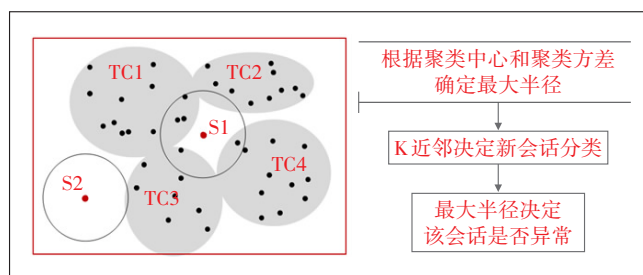 TC1
TC2
S1
S2
TC3
TC4
根据聚类中心和聚类方差
确定最大半径
K近邻决定新会话分类
最大半径决定
该会话是否异常